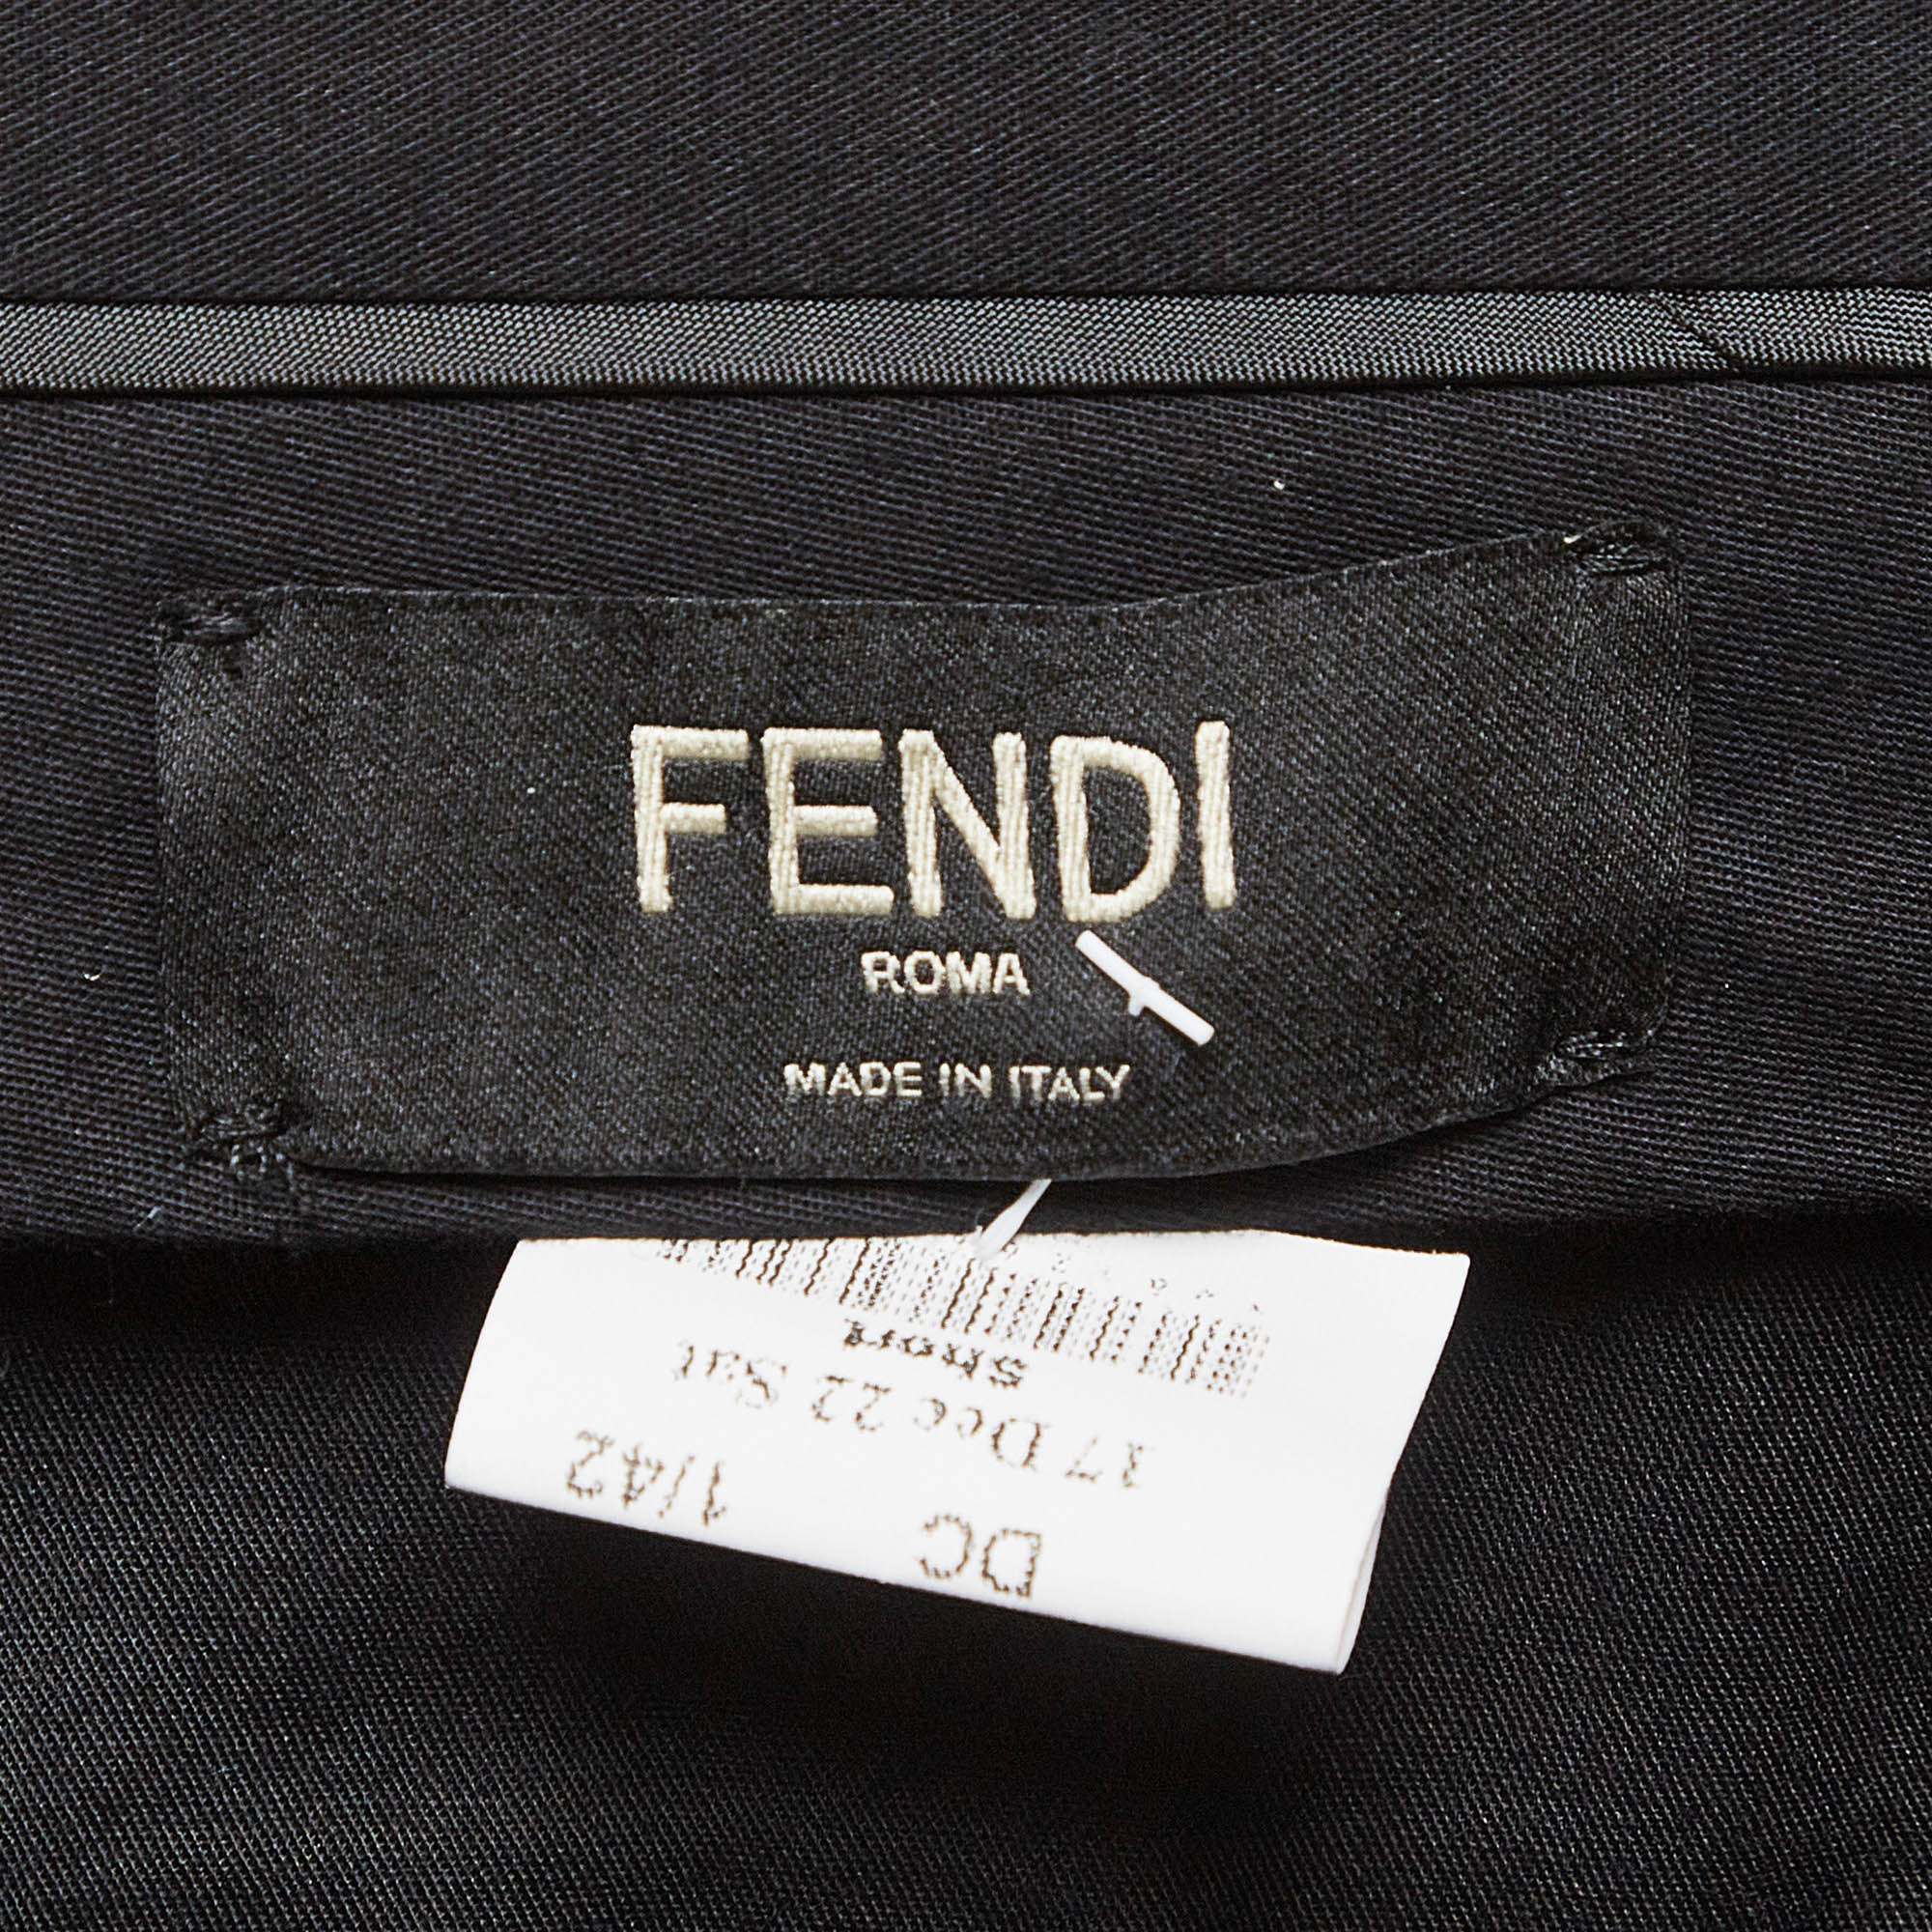 FENDI
ROMA
MADE IN ITALY
DC 1/42
17 Dec 22 Sat
Short